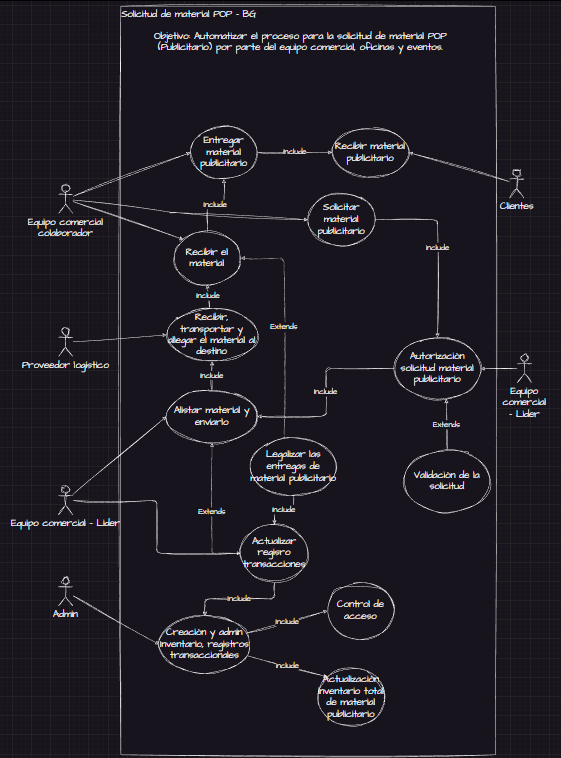 Solicitud de material POP - BG
Objetivo: Automatizar el proceso para la solicitud de material POP
(Publicitario) por parte del equipo comercial, oficinas y eventos.
Entregar
material
publicitario
Include
Recibir material
publicitario
Clientes
Equipo comercial
colaborador
Include
Solicitar
material
publicitario
Include
Recibir el
material
Include
Extends
Recibir,
transportar y
allegar el material al
destino
Proveedor logístico
Include
Autorización
solicitud material
publicitario
Equipo
comercial
- Líder
Include
Alistar material y
enviarlo
Extends
Legalizar las
entregas de
material publicitario
Validación de la
solicitud
Equipo comercial - Líder
Extends
Include
Actualizar
regisro
transacciones
Admin
Include
Control de
acceso
Include
Creación y admin
inventario, registros
transaccionales
Include
Actualización
inventario total
de material
publicitario